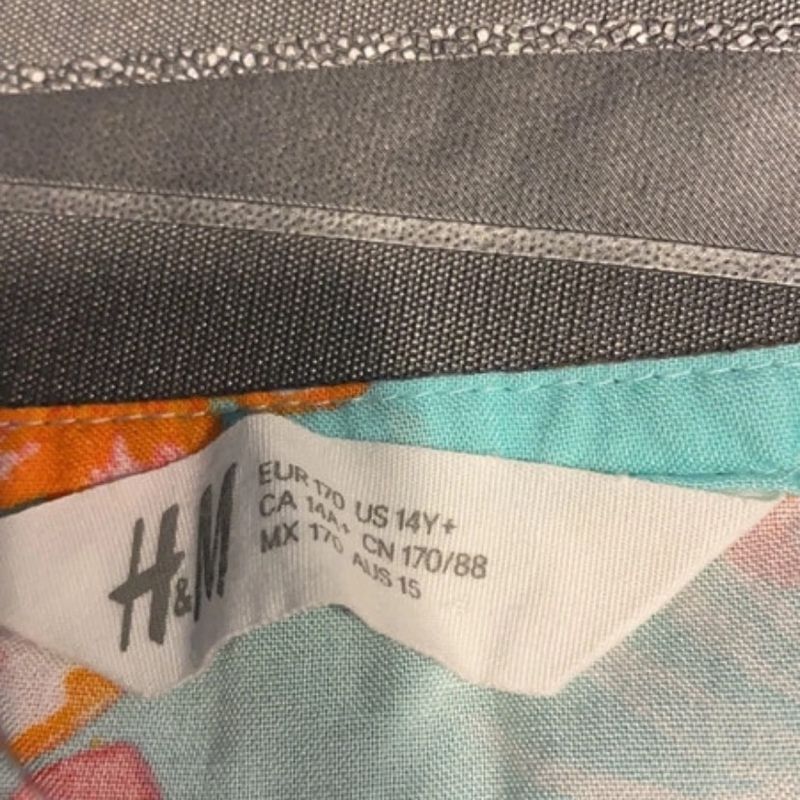 H&M
EUR 170 US 14Y+
CA 14A+ CN 170/88
MX 170 AUS 15